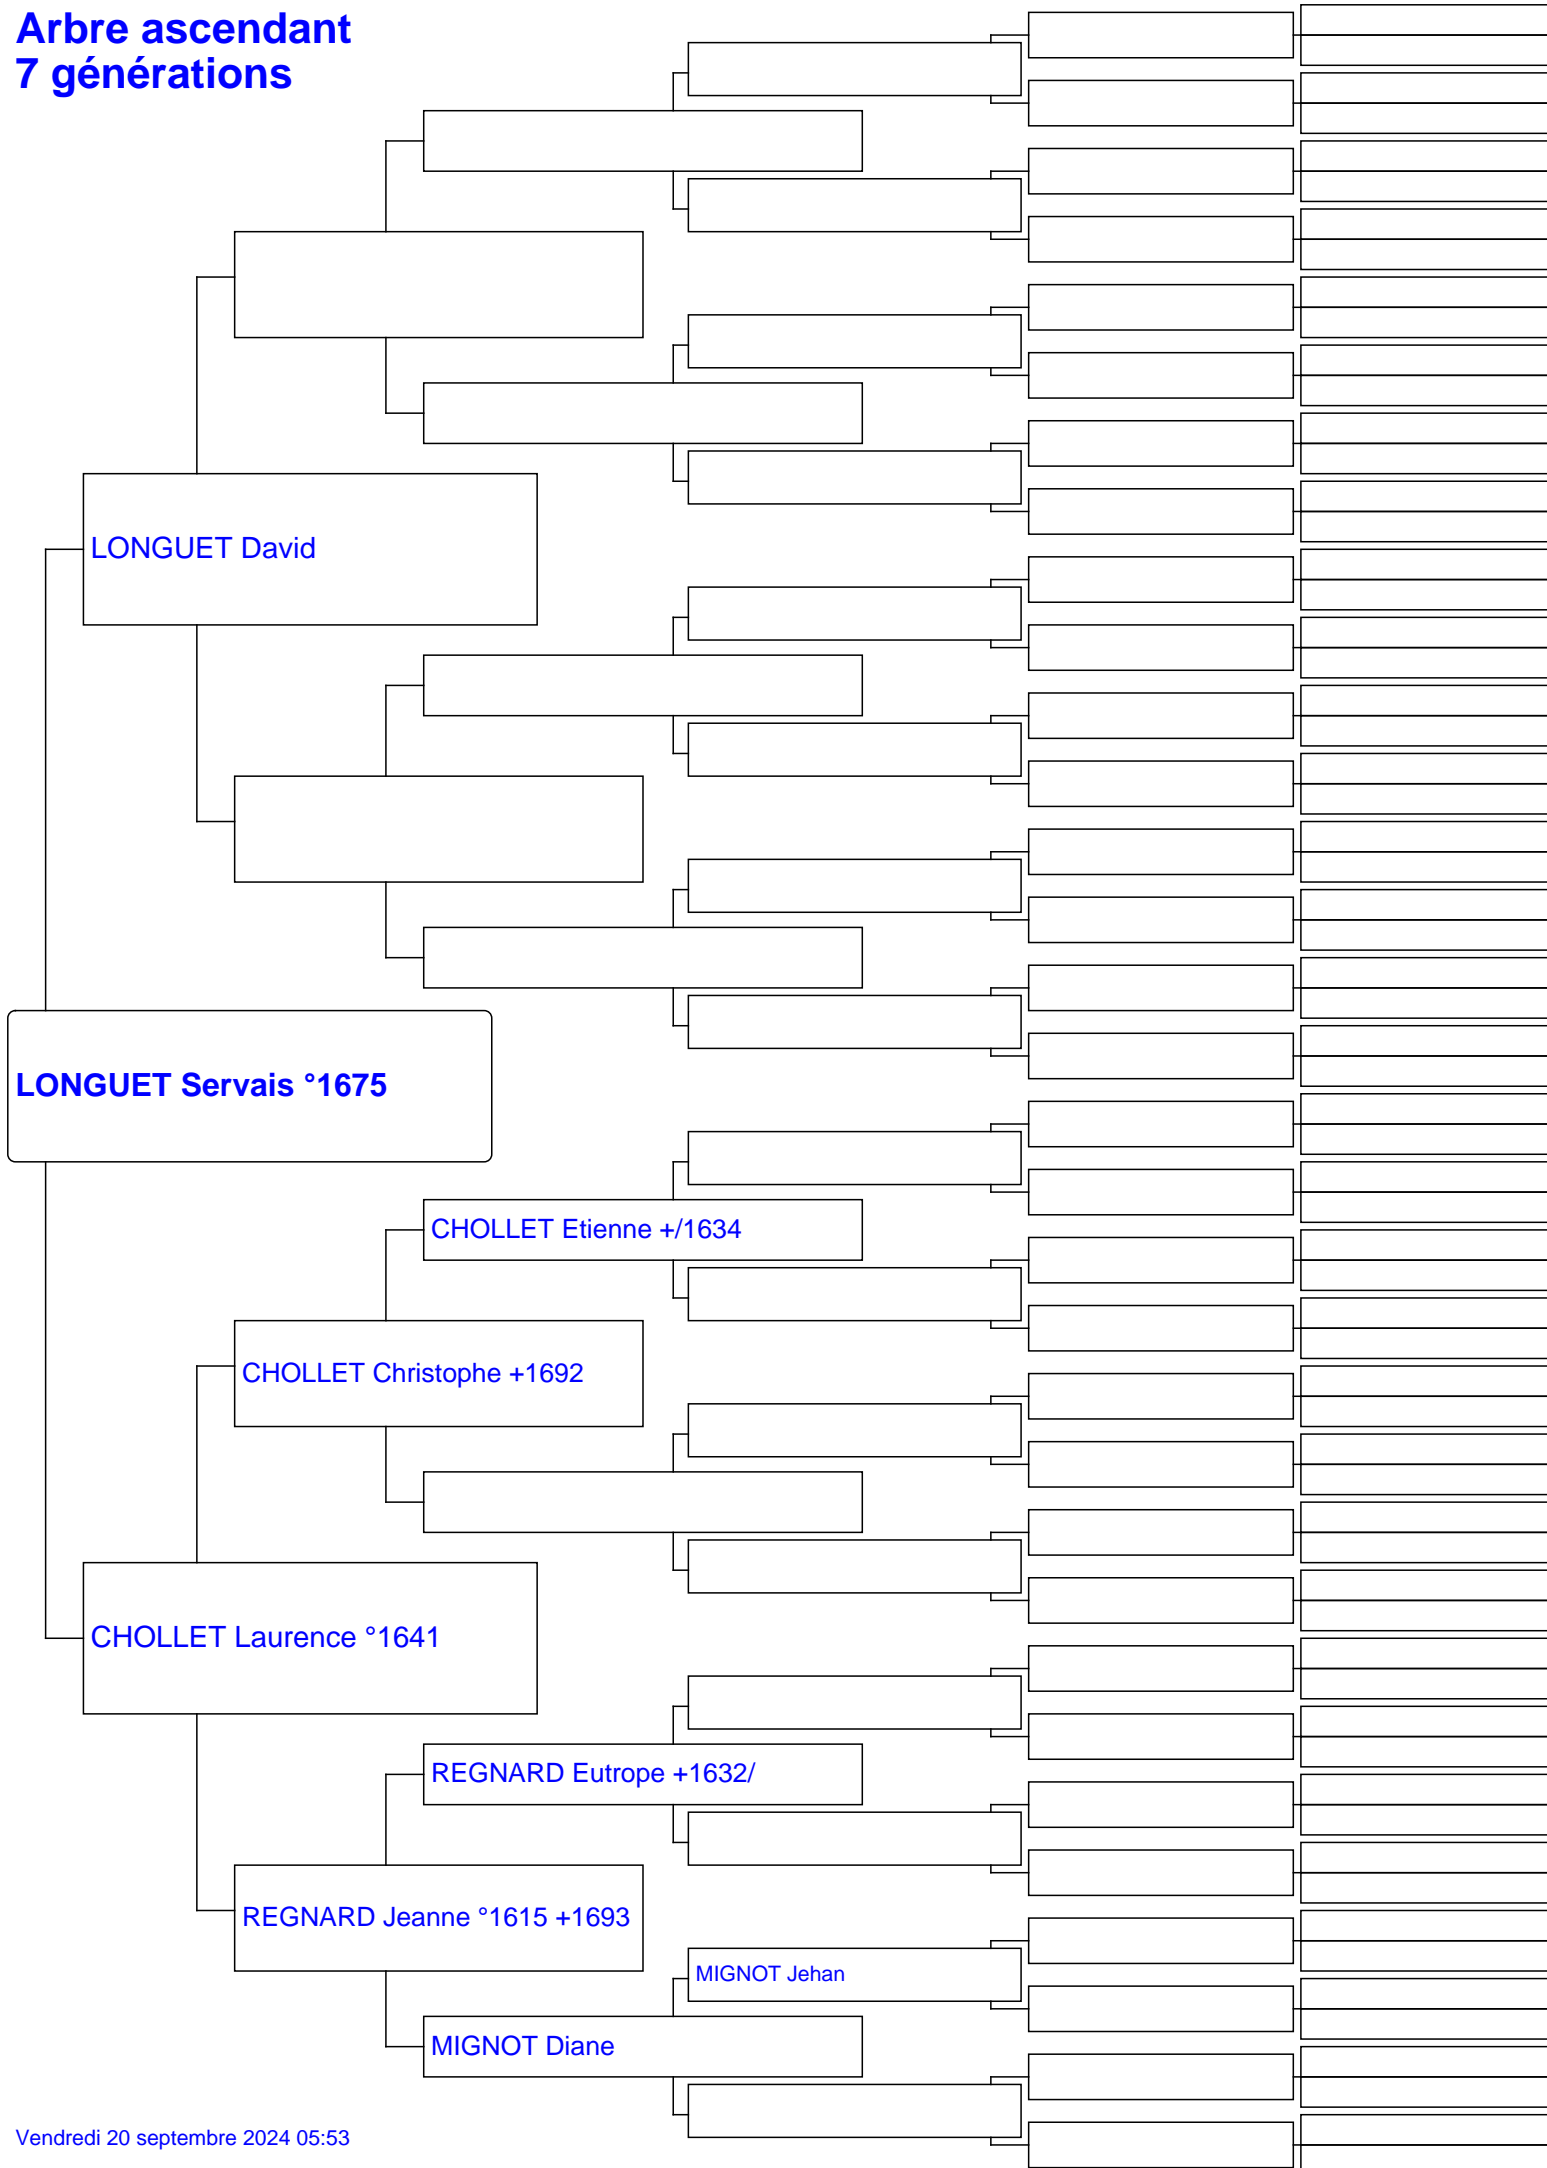 Arbre ascendant
7 générations
LONGUET David
LONGUET Servais °1675
CHOLLET Etienne +/1634
CHOLLET Christophe +1692
CHOLLET Laurence °1641
REGNARD Eutrope +1632/
REGNARD Jeanne °1615 +1693
MIGNOT Jehan
MIGNOT Diane
Vendredi 20 septembre 2024 05:53